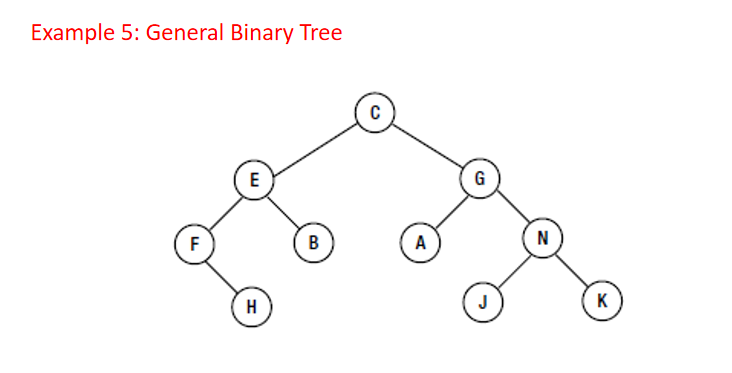 Example 5: General Binary Tree
C
E G
F B A N
H J K